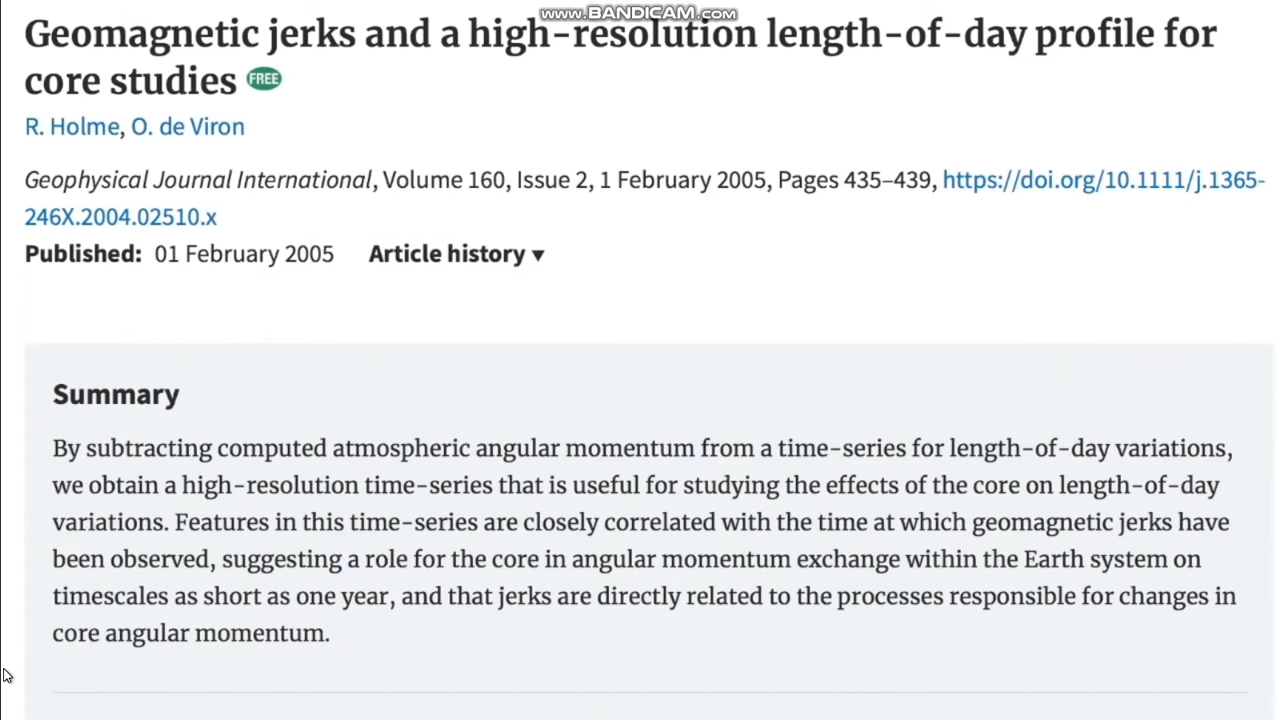 www.BANDICAM.com
Geomagnetic jerks and a high-resolution length-of-day profile for
core studies FREE
R. Holme, O. de Viron
Geophysical Journal International, Volume 160, Issue 2, 1 February 2005, Pages 435–439, https://doi.org/10.1111/j.1365-
246X.2004.02510.x
Published: 01 February 2005 Article history ▼
Summary
By subtracting computed atmospheric angular momentum from a time-series for length-of-day variations,
we obtain a high-resolution time-series that is useful for studying the effects of the core on length-of-day
variations. Features in this time-series are closely correlated with the time at which geomagnetic jerks have
been observed, suggesting a role for the core in angular momentum exchange within the Earth system on
timescales as short as one year, and that jerks are directly related to the processes responsible for changes in
core angular momentum.